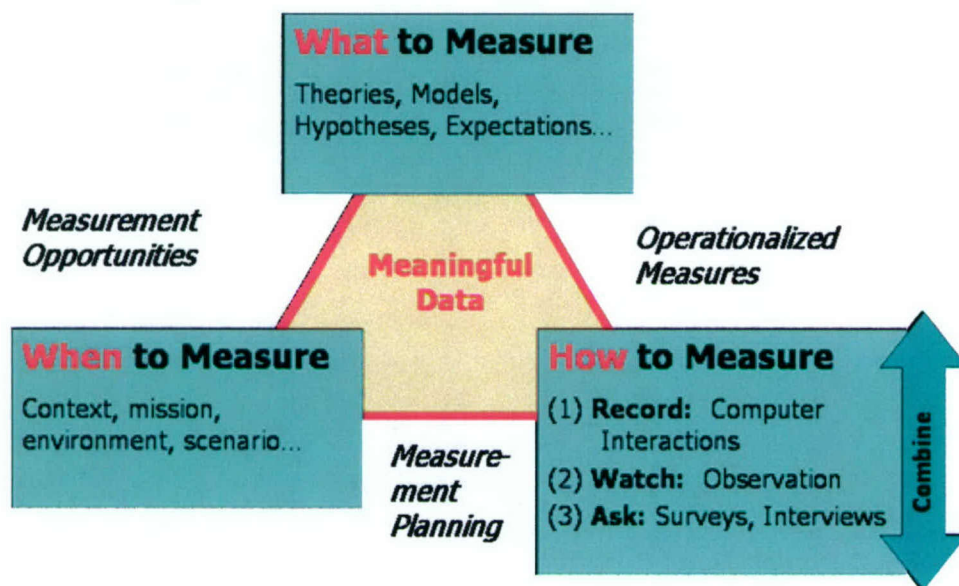 What to Measure
Theories, Models,
Hypotheses, Expectations...
Measurement
Opportunities
Operationalized
Measures
Meaningful
Data
When to Measure
Context, mission,
environment, scenario...
Measure-
ment
Planning
How to Measure
(1) Record: Computer
Interactions
(2) Watch: Observation
(3) Ask: Surveys, Interviews
Combine